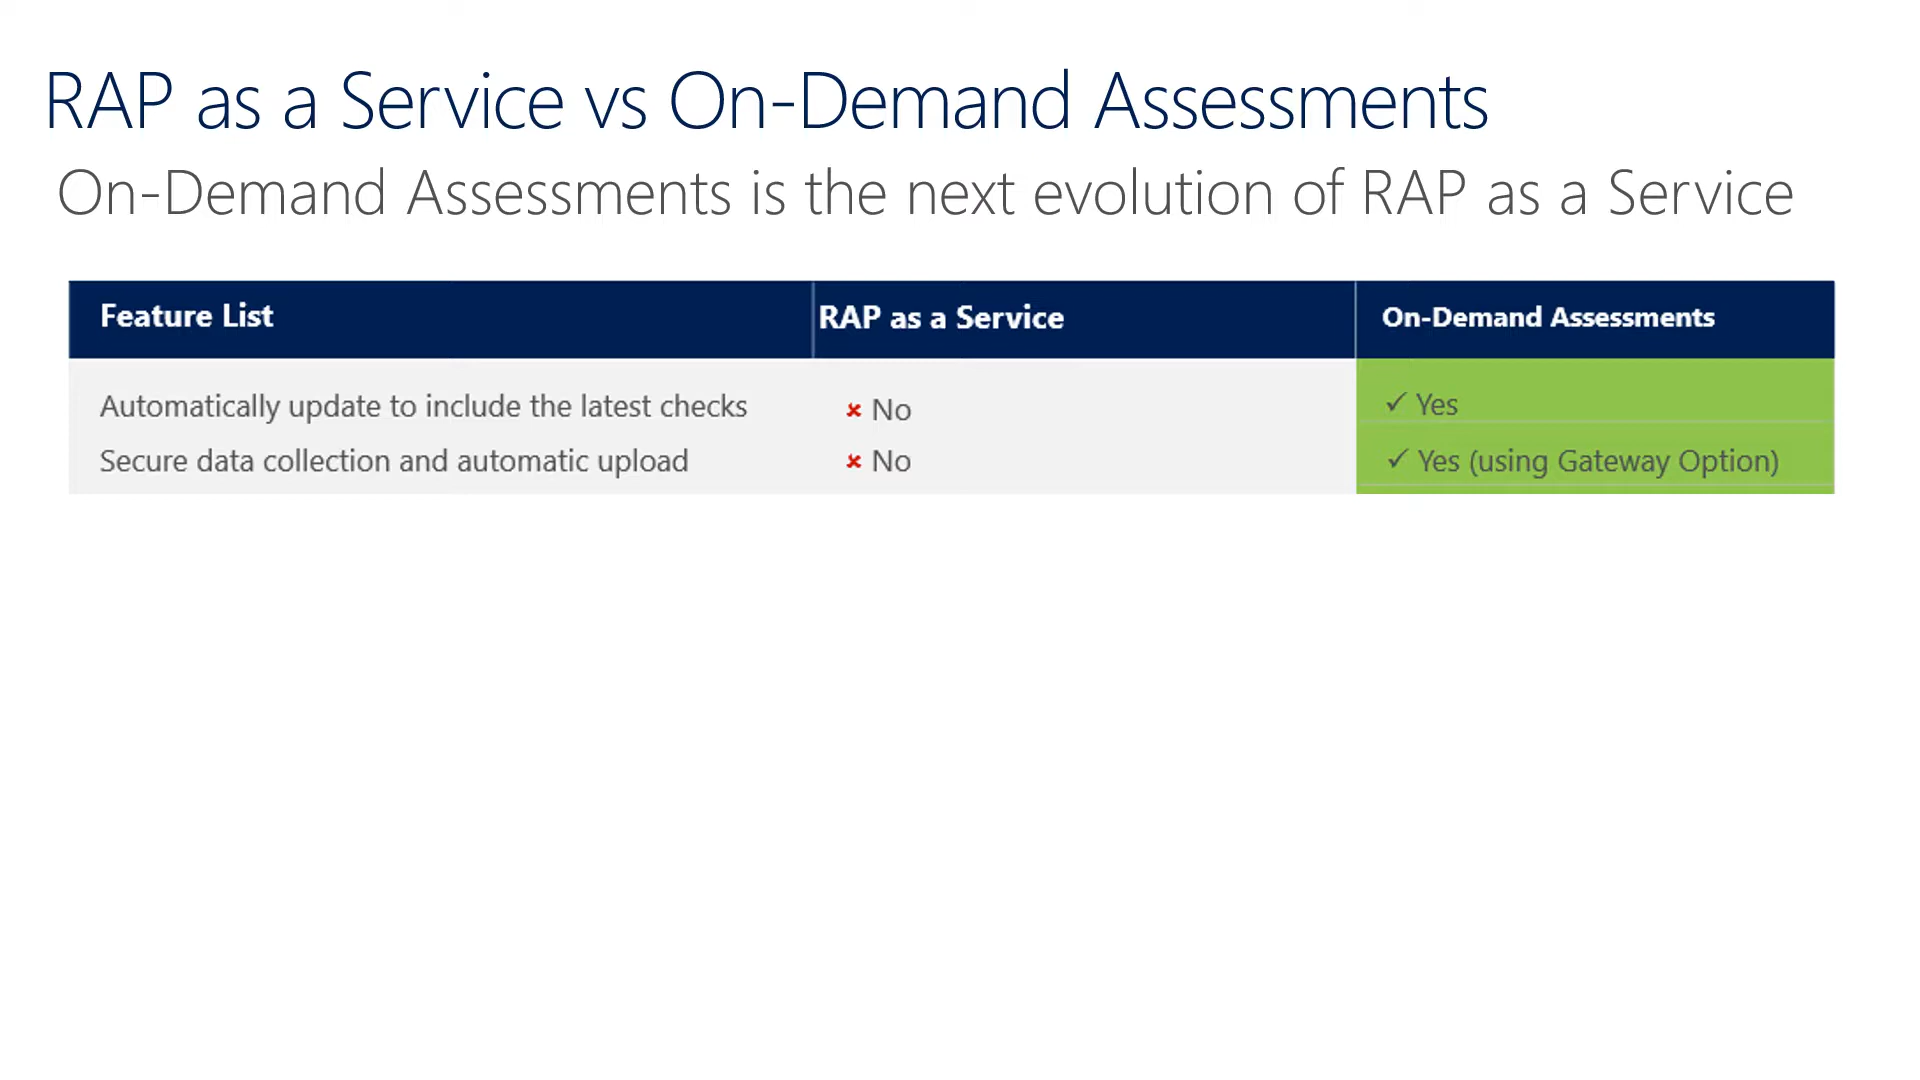 RAP as a Service vs On-Demand Assessments
On-Demand Assessments is the next evolution of RAP as a Service
Feature List RAP as a Service On-Demand Assessments
Automatically update to include the latest checks × No ✓ Yes
Secure data collection and automatic upload × No ✓ Yes (using Gateway Option)